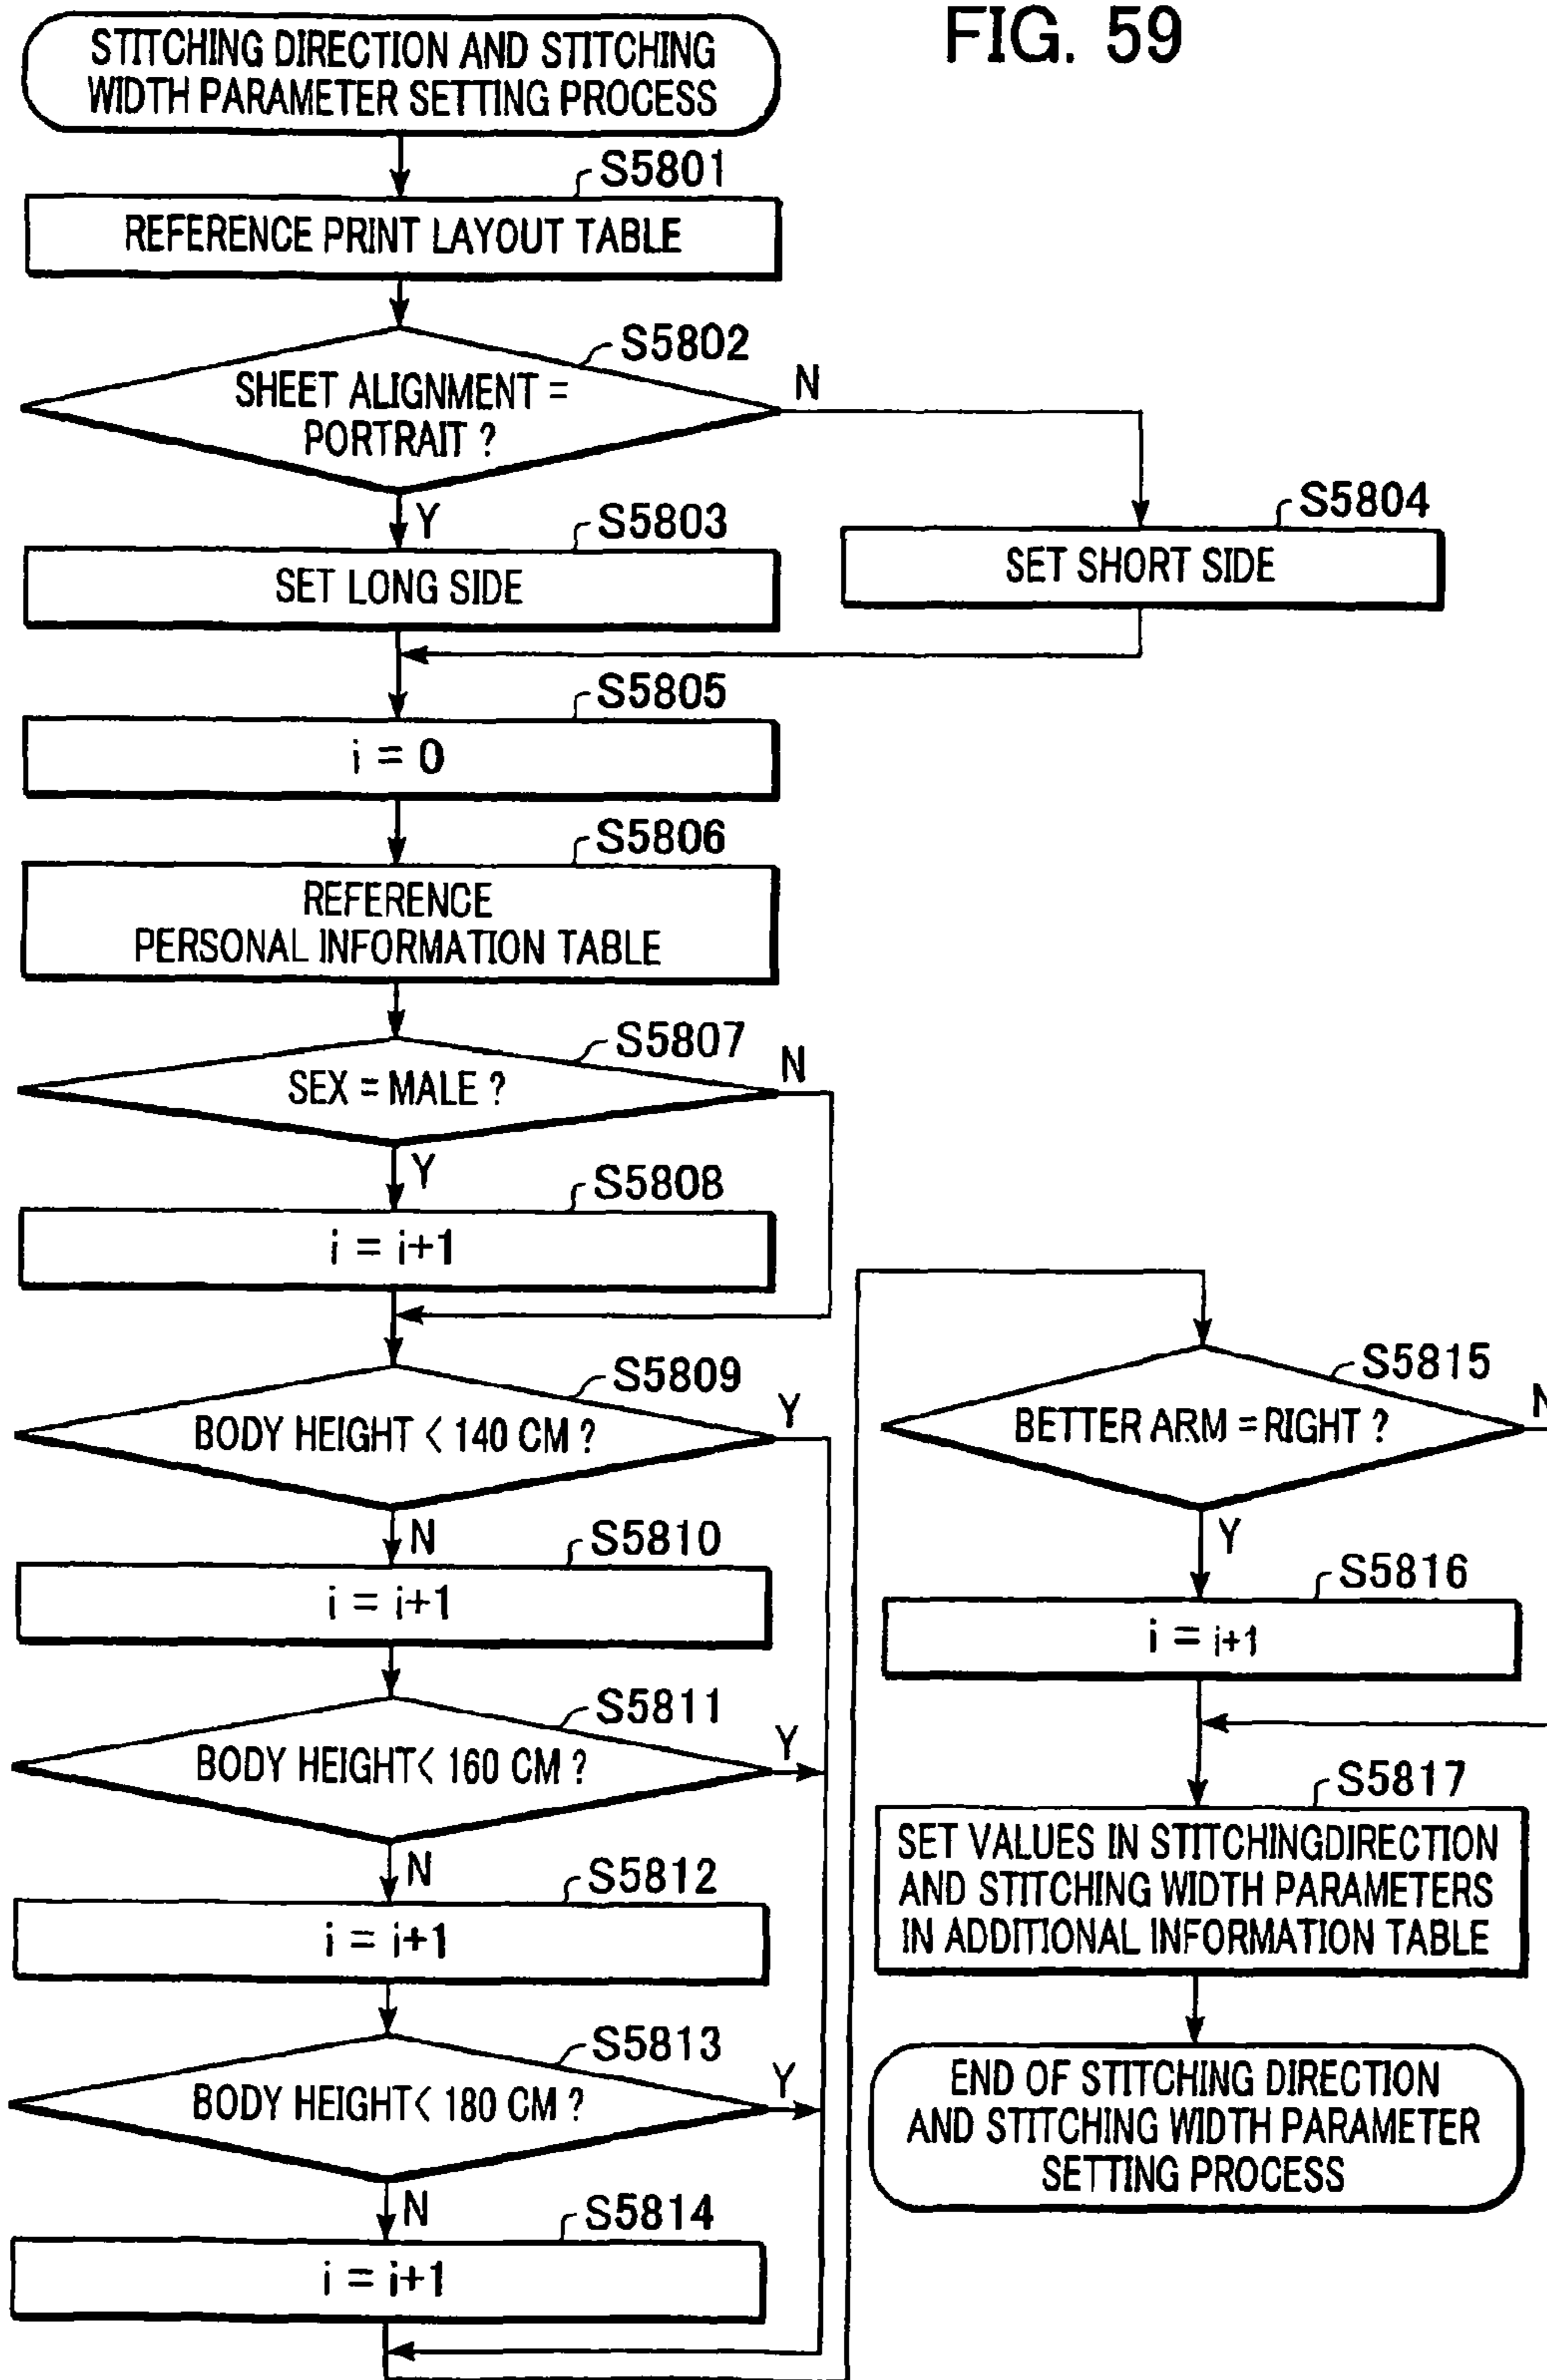 FIG. 59
STITCHING DIRECTION AND STITCHING
WIDTH PARAMETER SETTING PROCESS
S5801
REFERENCE PRINT LAYOUT TABLE
S5802
SHEET ALIGNMENT =
PORTRAIT ?
N
Y
S5803
SET LONG SIDE
S5804
SET SHORT SIDE
S5805
i = 0
S5806
REFERENCE
PERSONAL INFORMATION TABLE
S5807
SEX = MALE ?
N
Y
S5808
i = i+1
S5809
BODY HEIGHT < 140 CM ?
Y
N
S5810
i = i+1
S5811
BODY HEIGHT< 160 CM ?
Y
N
S5812
i = i+1
S5813
BODY HEIGHT< 180 CM ?
Y
N
S5814
i = i+1
S5815
BETTER ARM =RIGHT ?
N
Y
S5816
i = i+1
S5817
SET VALUES IN STITCHINGDIRECTION
AND STITCHING WIDTH PARAMETERS
IN ADDITIONAL INFORMATION TABLE
END OF STITCHING DIRECTION
AND STITCHING WIDTH PARAMETER
SETTING PROCESS